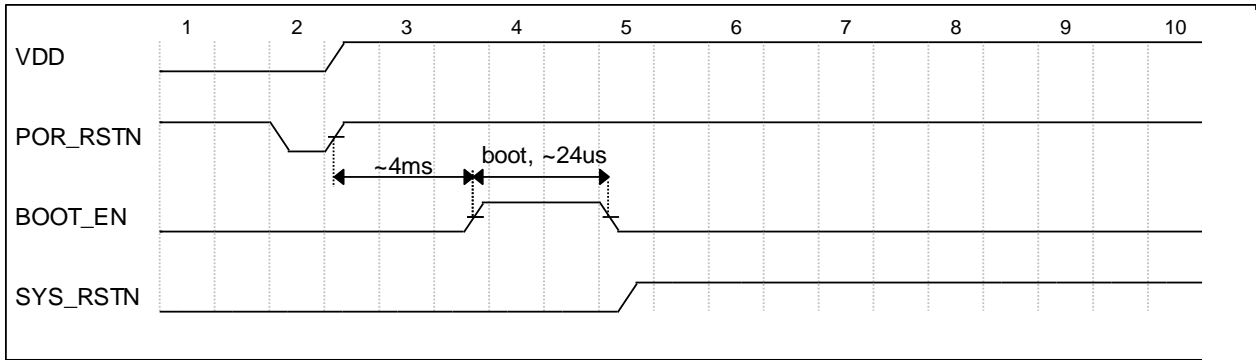 1 2 3 4 5 6 7 8 9 10
VDD
POR_RSTN
~4ms
boot, ~24us
BOOT_EN
SYS_RSTN